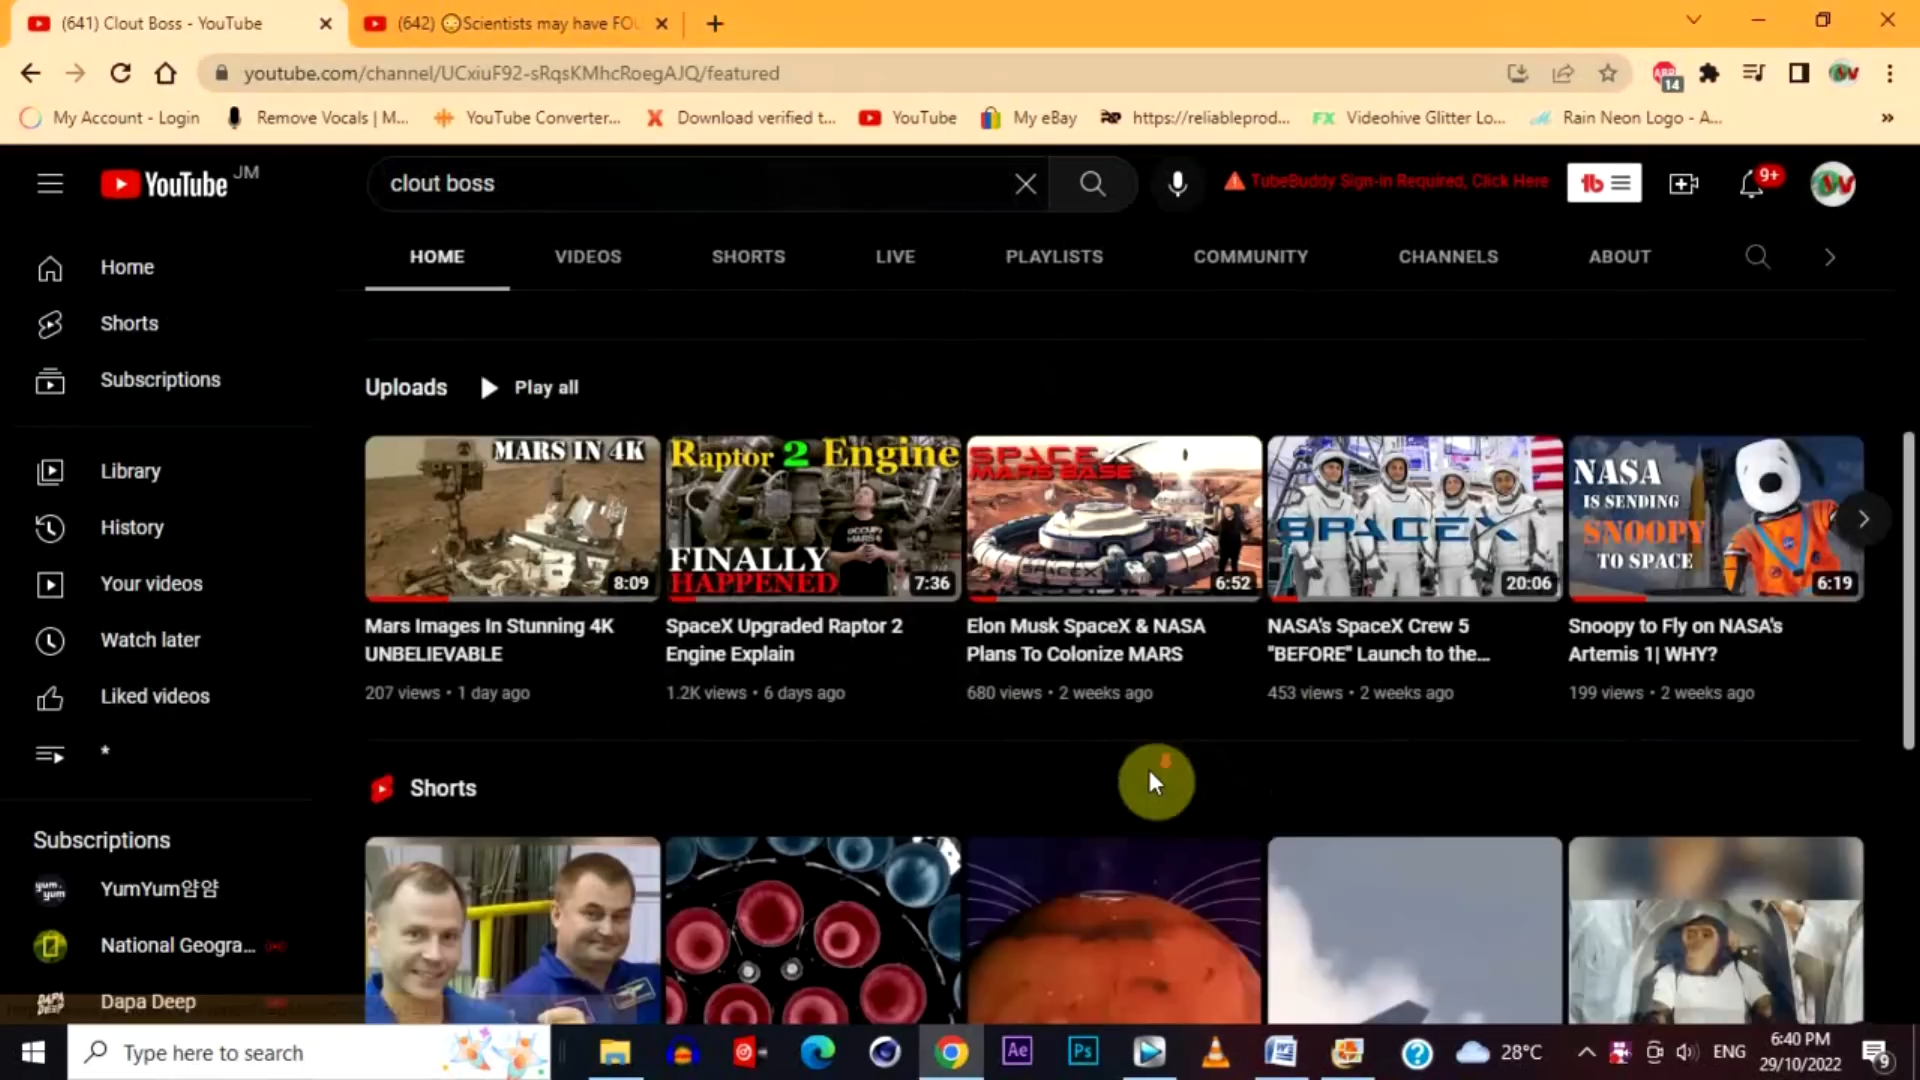 (641) Clout Boss - YouTube
(642) 😳Scientists may have FOU
youtube.com/channel/UCxiuF92-sRqsKMhcRoegAJQ/featured
14
My Account - Login
Remove Vocals | M...
YouTube Converter...
Download verified t...
YouTube
My eBay
https://reliableprod...
Videohive Glitter Lo...
Rain Neon Logo - A...
YouTube JM
clout boss
TubeBuddy Sign-in Required, Click Here
9+
HOME
VIDEOS
SHORTS
LIVE
PLAYLISTS
COMMUNITY
CHANNELS
ABOUT
Home
Shorts
Subscriptions
Library
History
Your videos
Watch later
Liked videos
*
Subscriptions
YumYum얌얌
National Geogra...
Dapa Deep
Uploads
Play all
MARS IN 4K
8:09
Mars Images In Stunning 4K
UNBELIEVABLE
207 views • 1 day ago
Raptor 2 Engine
OCCUPY
MARS
FINALLY
HAPPENED
7:36
SpaceX Upgraded Raptor 2
Engine Explain
1.2K views • 6 days ago
SPACEX
MARS BASE
SPACEX
6:52
Elon Musk SpaceX & NASA
Plans To Colonize MARS
680 views • 2 weeks ago
SPACEX
20:06
NASA's SpaceX Crew 5
"BEFORE" Launch to the...
453 views • 2 weeks ago
NASA
IS SENDING
SNOOPY
TO SPACE
6:19
Snoopy to Fly on NASA's
Artemis 1| WHY?
199 views • 2 weeks ago
Shorts
Type here to search
Ae
Ps
28°C
ENG
6:40 PM
29/10/2022
9